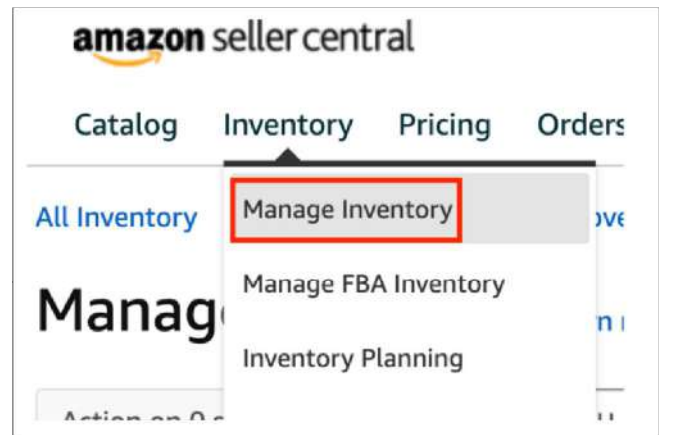 amazon seller central
Catalog Inventory Pricing Orders
All Inventory
Manage Inventory
Manage FBA Inventory
Inventory Planning